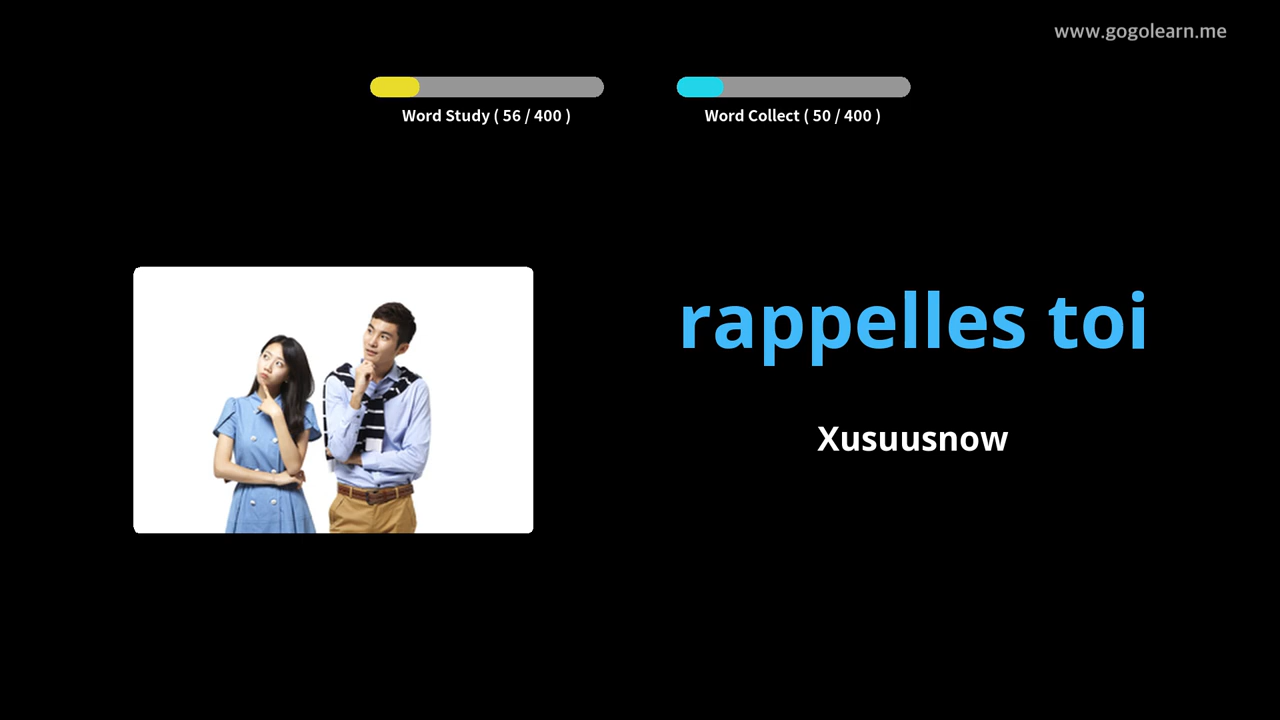 www.gogolearn.me
Word Study ( 56 / 400 )
Word Collect ( 50 / 400 )
rappelles toi
Xusuusnow